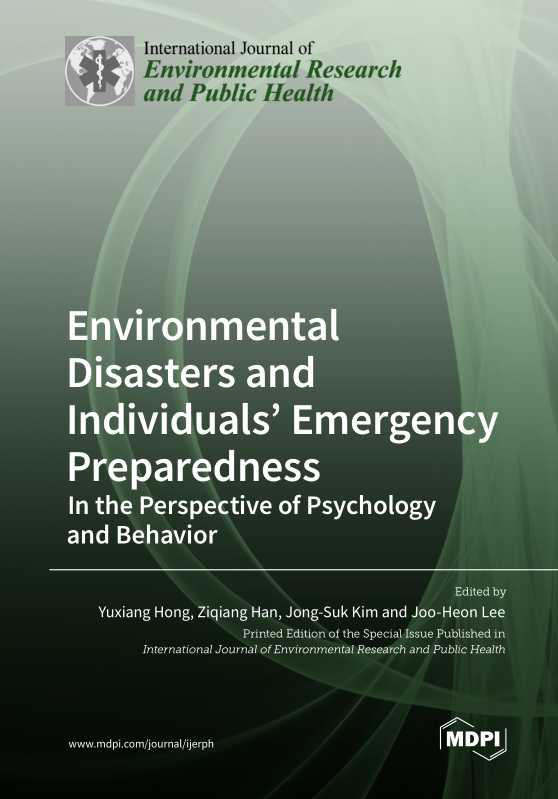 International Journal of
Environmental Research
and Public Health
Environmental
Disasters and
Individuals’ Emergency
Preparedness
In the Perspective of Psychology
and Behavior
Edited by
Yuxiang Hong, Ziqiang Han, Jong-Suk Kim and Joo-Heon Lee
Printed Edition of the Special Issue Published in
International Journal of Environmental Research and Public Health
www.mdpi.com/journal/ijerph
MDPI